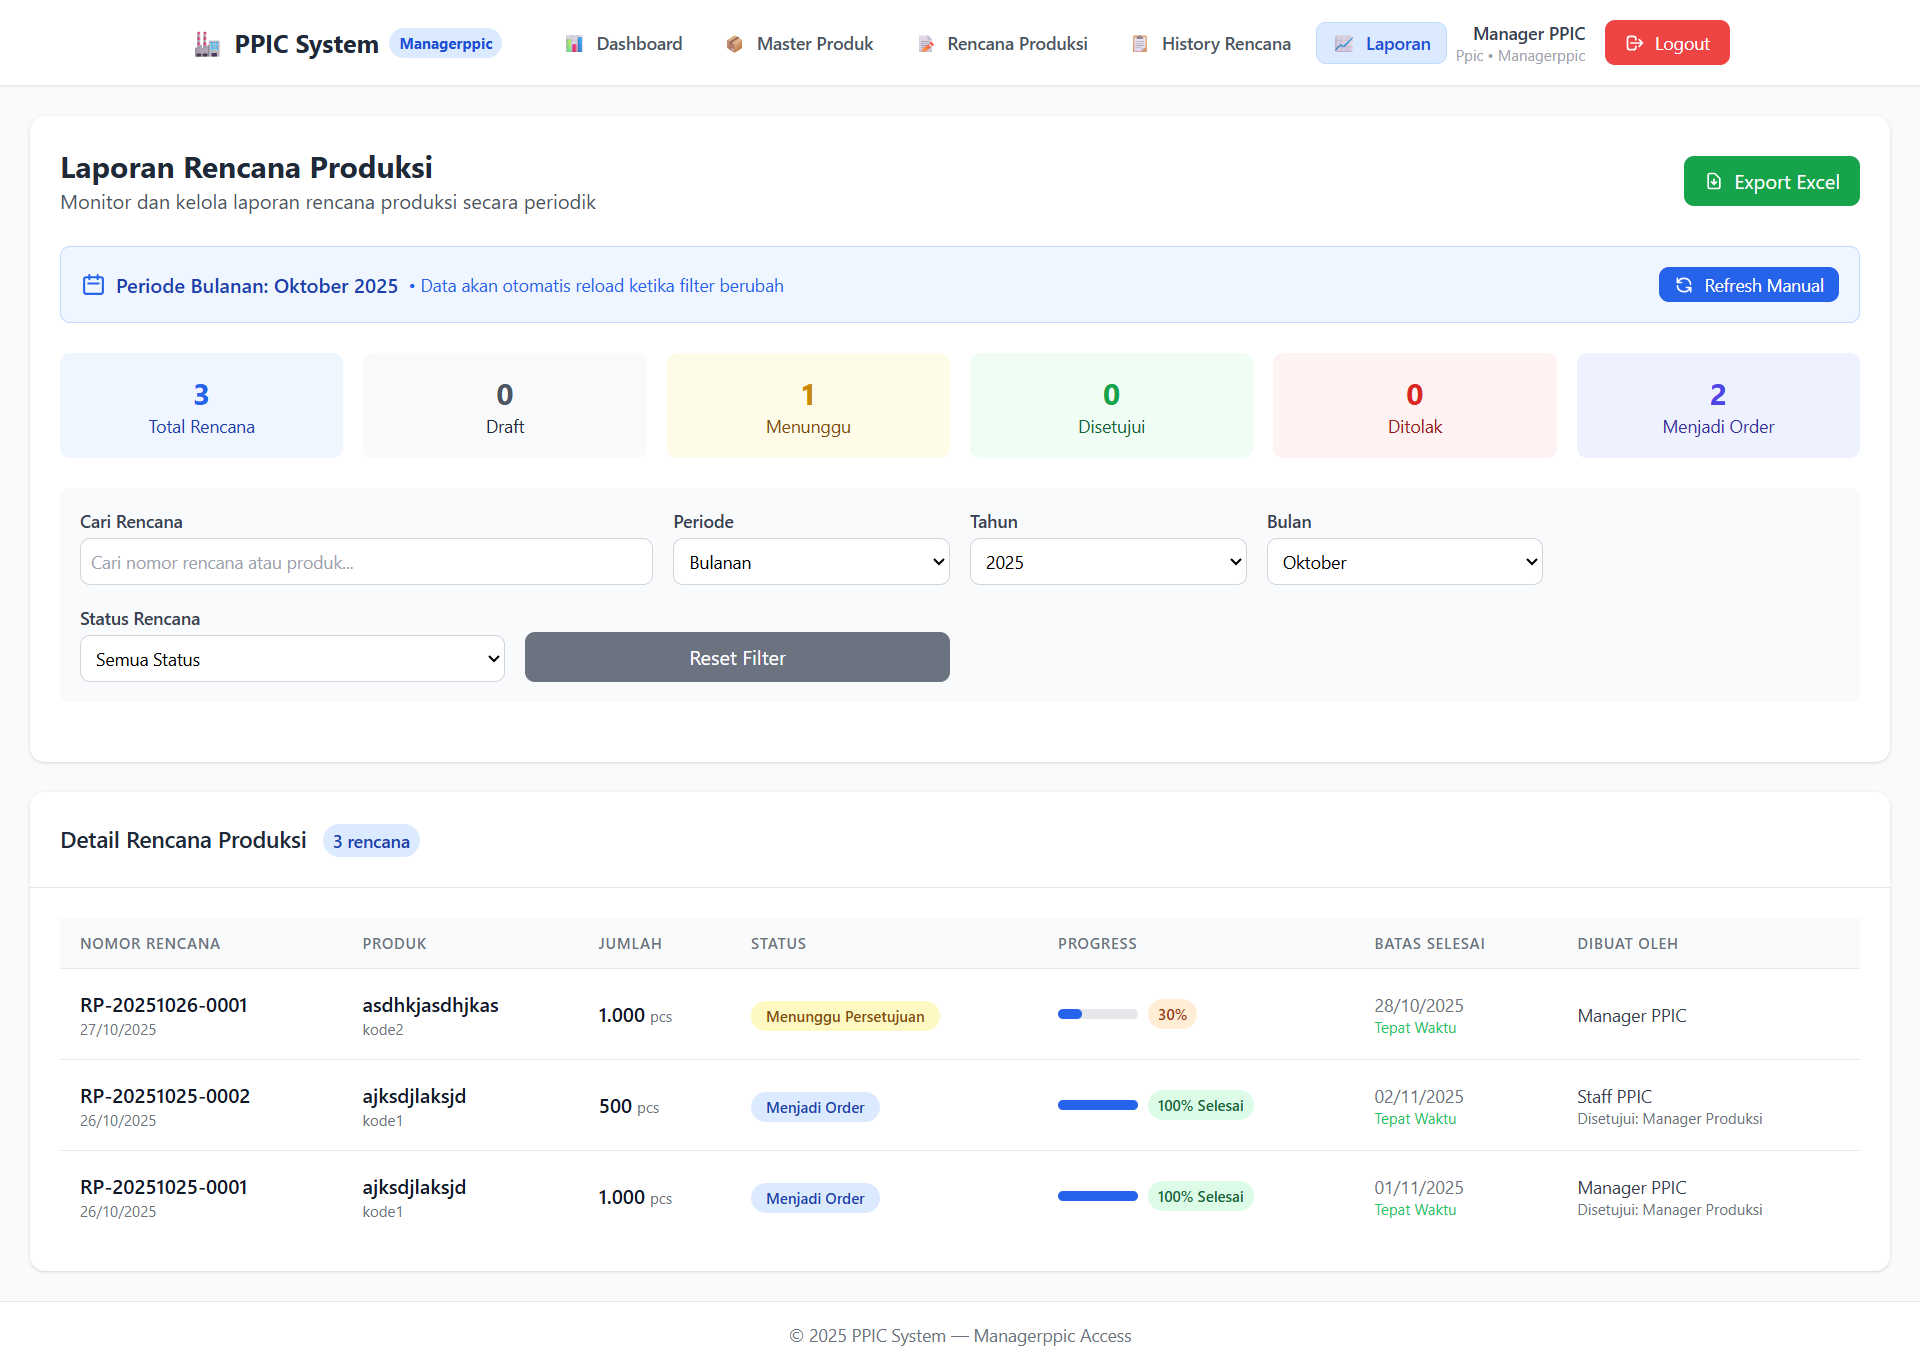 PPIC System Managerppic Dashboard Master Produk Rencana Produksi History Rencana Laporan Manager PPIC Logout
Ppic • Managerppic
Laporan Rencana Produksi
Monitor dan kelola laporan rencana produksi secara periodik
Export Excel
Periode Bulanan: Oktober 2025 • Data akan otomatis reload ketika filter berubah Refresh Manual
3 0 1 0 0 2
Total Rencana Draft Menunggu Disetujui Ditolak Menjadi Order
Cari Rencana Periode Tahun Bulan
Cari nomor rencana atau produk... Bulanan 2025 Oktober
Status Rencana
Semua Status Reset Filter
Detail Rencana Produksi 3 rencana
NOMOR RENCANA PRODUK JUMLAH STATUS PROGRESS BATAS SELESAI DIBUAT OLEH
RP-20251026-0001 asdhkjasdhjkas 1.000 pcs Menunggu Persetujuan 30% 28/10/2025 Manager PPIC
27/10/2025 kode2 Tepat Waktu
RP-20251025-0002 ajksdjlaksjd 500 pcs Menjadi Order 100% Selesai 02/11/2025 Staff PPIC
26/10/2025 kode1 Tepat Waktu Disetujui: Manager Produksi
RP-20251025-0001 ajksdjlaksjd 1.000 pcs Menjadi Order 100% Selesai 01/11/2025 Manager PPIC
26/10/2025 kode1 Tepat Waktu Disetujui: Manager Produksi
© 2025 PPIC System — Managerppic Access